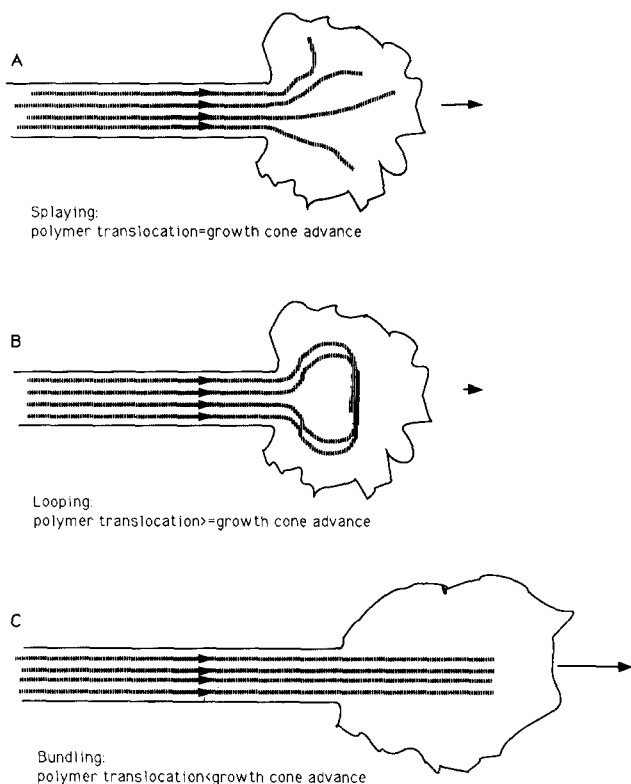 A
Splaying:
polymer translocation=growth cone advance
B
Looping:
polymer translocation>=growth cone advance
C
Bundling:
polymer translocation<growth cone advance